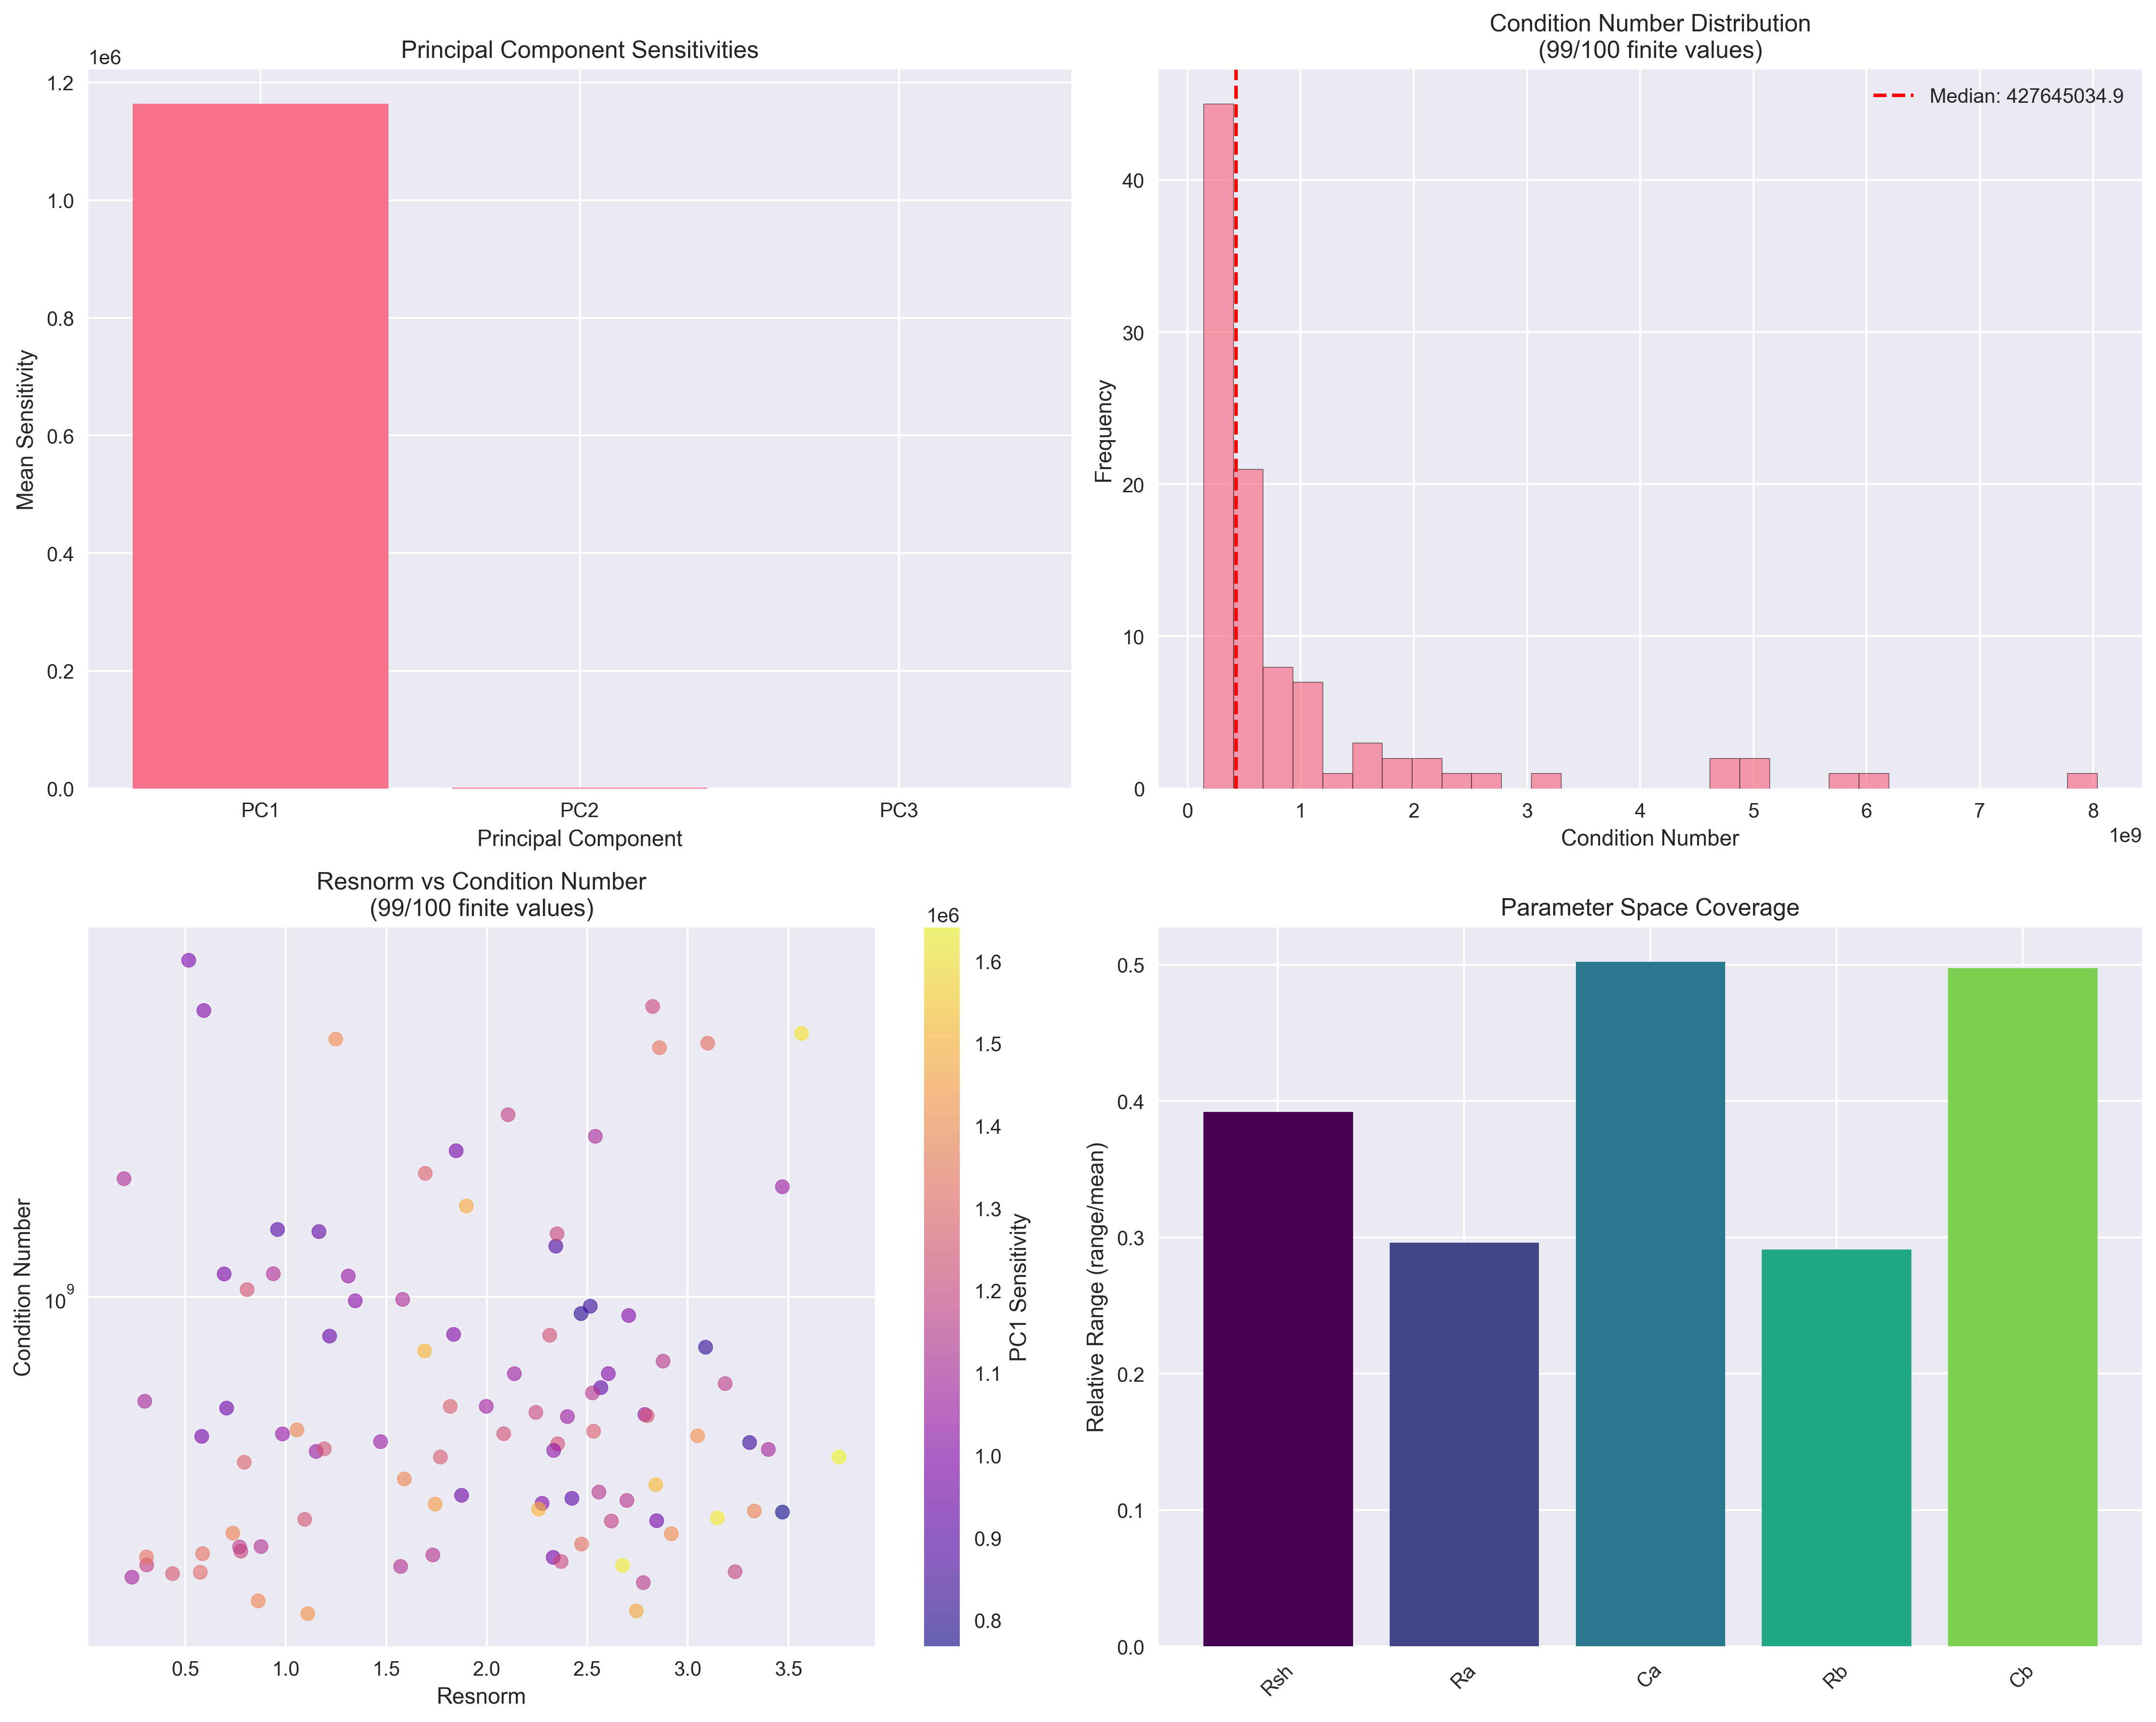 Principal Component Sensitivities
1e6
1.2
1.0
0.8
0.6
0.4
0.2
0.0
Mean Sensitivity
PC1 PC2 PC3
Principal Component
Condition Number Distribution
(99/100 finite values)
Median: 427645034.9
40
30
20
10
0
Frequency
0 1 2 3 4 5 6 7 8
1e9
Condition Number
Resnorm vs Condition Number
(99/100 finite values)
10⁹
Condition Number
0.5 1.0 1.5 2.0 2.5 3.0 3.5
Resnorm
1e6
1.6
1.5
1.4
1.3
1.2
1.1
1.0
0.9
0.8
PC1 Sensitivity
Parameter Space Coverage
0.5
0.4
0.3
0.2
0.1
0.0
Relative Range (range/mean)
Rsh Ra Ca Rb Cb